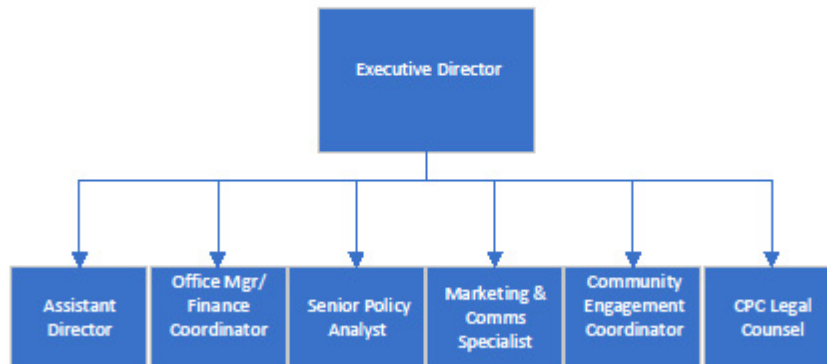 Executive Director
Assistant
Director
Office Mgr/
Finance
Coordinator
Senior Policy
Analyst
Marketing &
Comms
Specialist
Community
Engagement
Coordinator
CPC Legal
Counsel